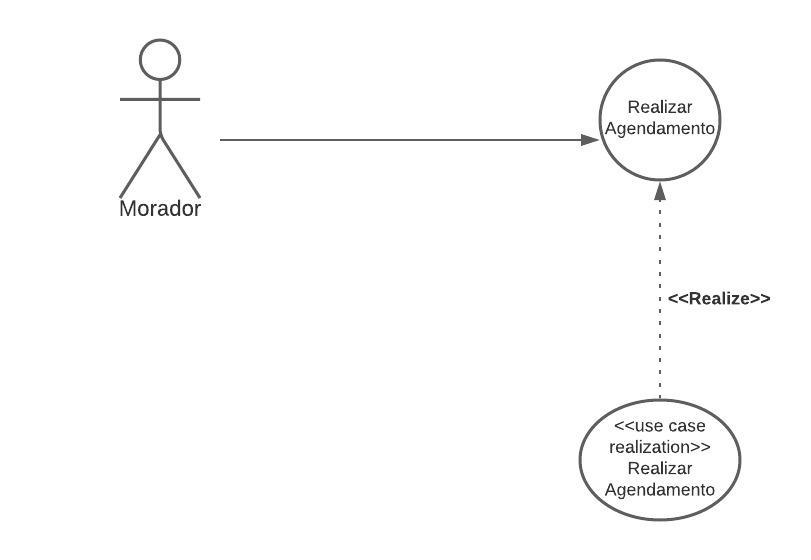 Realizar
Agendamento
Morador
<<Realize>>
<<use case
realization>>
Realizar
Agendamento